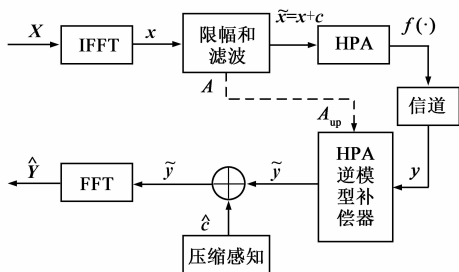 X
IFFT
x
限幅和
滤波
x̃=x+c
HPA
f(·)
信道
A
A_up
HPA
逆模
型补
偿器
y
ỹ
ỹ
FFT
Ŷ
ĉ
压缩感知